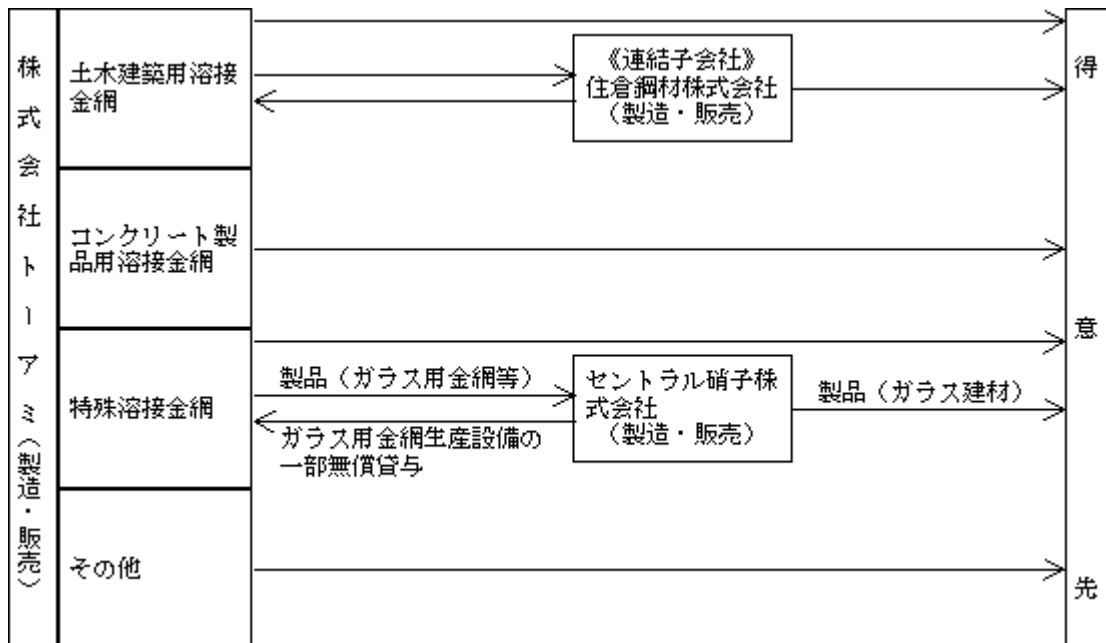 株式会社トーアミ（製造・販売）
土木建築用溶接
金網
《連結子会社》
住倉鋼材株式会社
（製造・販売）
コンクリート製
品用溶接金網
特殊溶接金網
製品（ガラス用金網等）
ガラス用金網生産設備の
一部無償貸与
セントラル硝子株
式会社
（製造・販売）
製品（ガラス建材）
その他
得意先